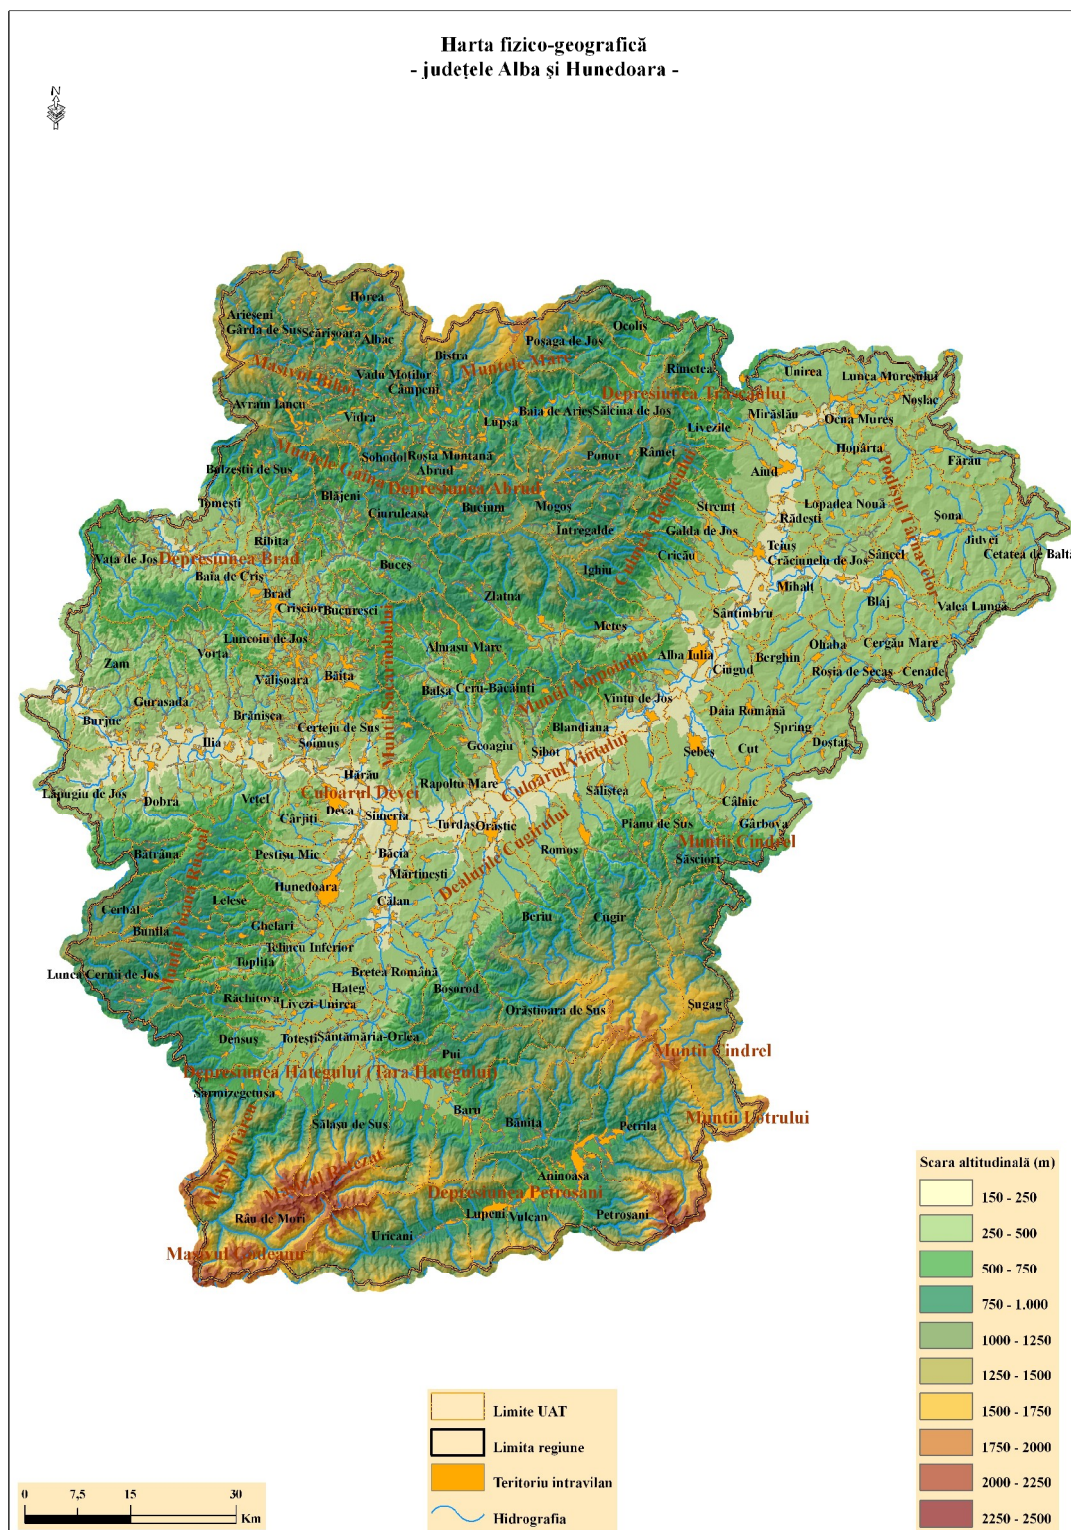 Harta fizico-geografică
- județele Alba și Hunedoara -
N
Horea
Arieșeni
Gârda de Sus
Scărișoara
Albac
Ocoliș
Poșaga de Jos
Bistra
Muntele Mare
Masivul Bihor
Vadu Moților
Câmpeni
Rimetea
Unirea
Lunca Mureșului
Noșlac
Depresiunea Trascăului
Avram Iancu
Vidra
Lupșa
Baia de Arieș
Sălciua de Jos
Mirăslău
Ocna Mureș
Livezile
Hopârta
Sohodol
Roșia Montană
Abrud
Ponor
Râmeț
Aiud
Fărău
Bulzeștii de Sus
Muntele Găina
Depresiunea Abrud
Podișul Târnavelor
Tomești
Blăjeni
Ciuruleasa
Bucium
Mogoș
Stremț
Lopadea Nouă
Rădești
Șona
Întregalde
Galda de Jos
Ribița
Teiuș
Sâncel
Jidvei
Cetatea de Baltă
Vața de Jos
Depresiunea Brad
Buceș
Cricău
Crăciunelu de Jos
Ighiu
Baia de Criș
Brad
Zlatna
Mihalț
Blaj
Crișcior
Bucureșci
Sântimbru
Valea Lungă
Luncoiu de Jos
Meteș
Vorța
Almașu Mare
Alba Iulia
Ohaba
Cergău Mare
Zam
Berghin
Ciugud
Roșia de Secaș
Cenade
Vălișoara
Băița
Balșa
Ceru-Băcăinți
Munții Ampoiului
Vințu de Jos
Gurasada
Daia Română
Burjuc
Brănișca
Certeju de Sus
Blandiana
Șpring
Ilia
Șoimuș
Geoagiu
Șibot
Sebeș
Cut
Doștat
Hărău
Culoarul Vințului
Lăpugiu de Jos
Dobra
Vețel
Culoarul Devei
Rapoltu Mare
Săliștea
Câlnic
Cârjiți
Deva
Simeria
Turdaș
Orăștie
Pianu de Sus
Gârbova
Munții Cindrel
Bătrâna
Pestișu Mic
Băcia
Romos
Săsciori
Mărtinești
Dealurile Cugirului
Hunedoara
Călan
Cerbăl
Lelese
Beriu
Cugir
Bunila
Ghelari
Munții Poiana Ruscăi
Teliucu Inferior
Toplița
Lunca Cernii de Jos
Bretea Română
Hațeg
Boșorod
Răchitova
Livezi-Unirea
Orăștioara de Sus
Șugag
Densuș
Totești
Sântămăria-Orlea
Pui
Munții Cindrel
Depresiunea Hațegului (Țara Hațegului)
Sarmizegetusa
Baru
Munții Lotrului
Sălașu de Sus
Bănița
Petrila
Aninoasa
Masivul Retezat
Depresiunea Petroșani
Râu de Mori
Lupeni
Vulcan
Petroșani
Uricani
Masivul Godeanu
Scara altitudinală (m)
150 - 250
250 - 500
500 - 750
750 - 1.000
1000 - 1250
1250 - 1500
1500 - 1750
1750 - 2000
2000 - 2250
2250 - 2500
Limite UAT
Limita regiune
Teritoriu intravilan
Hidrografia
0 7,5 15 30
Km